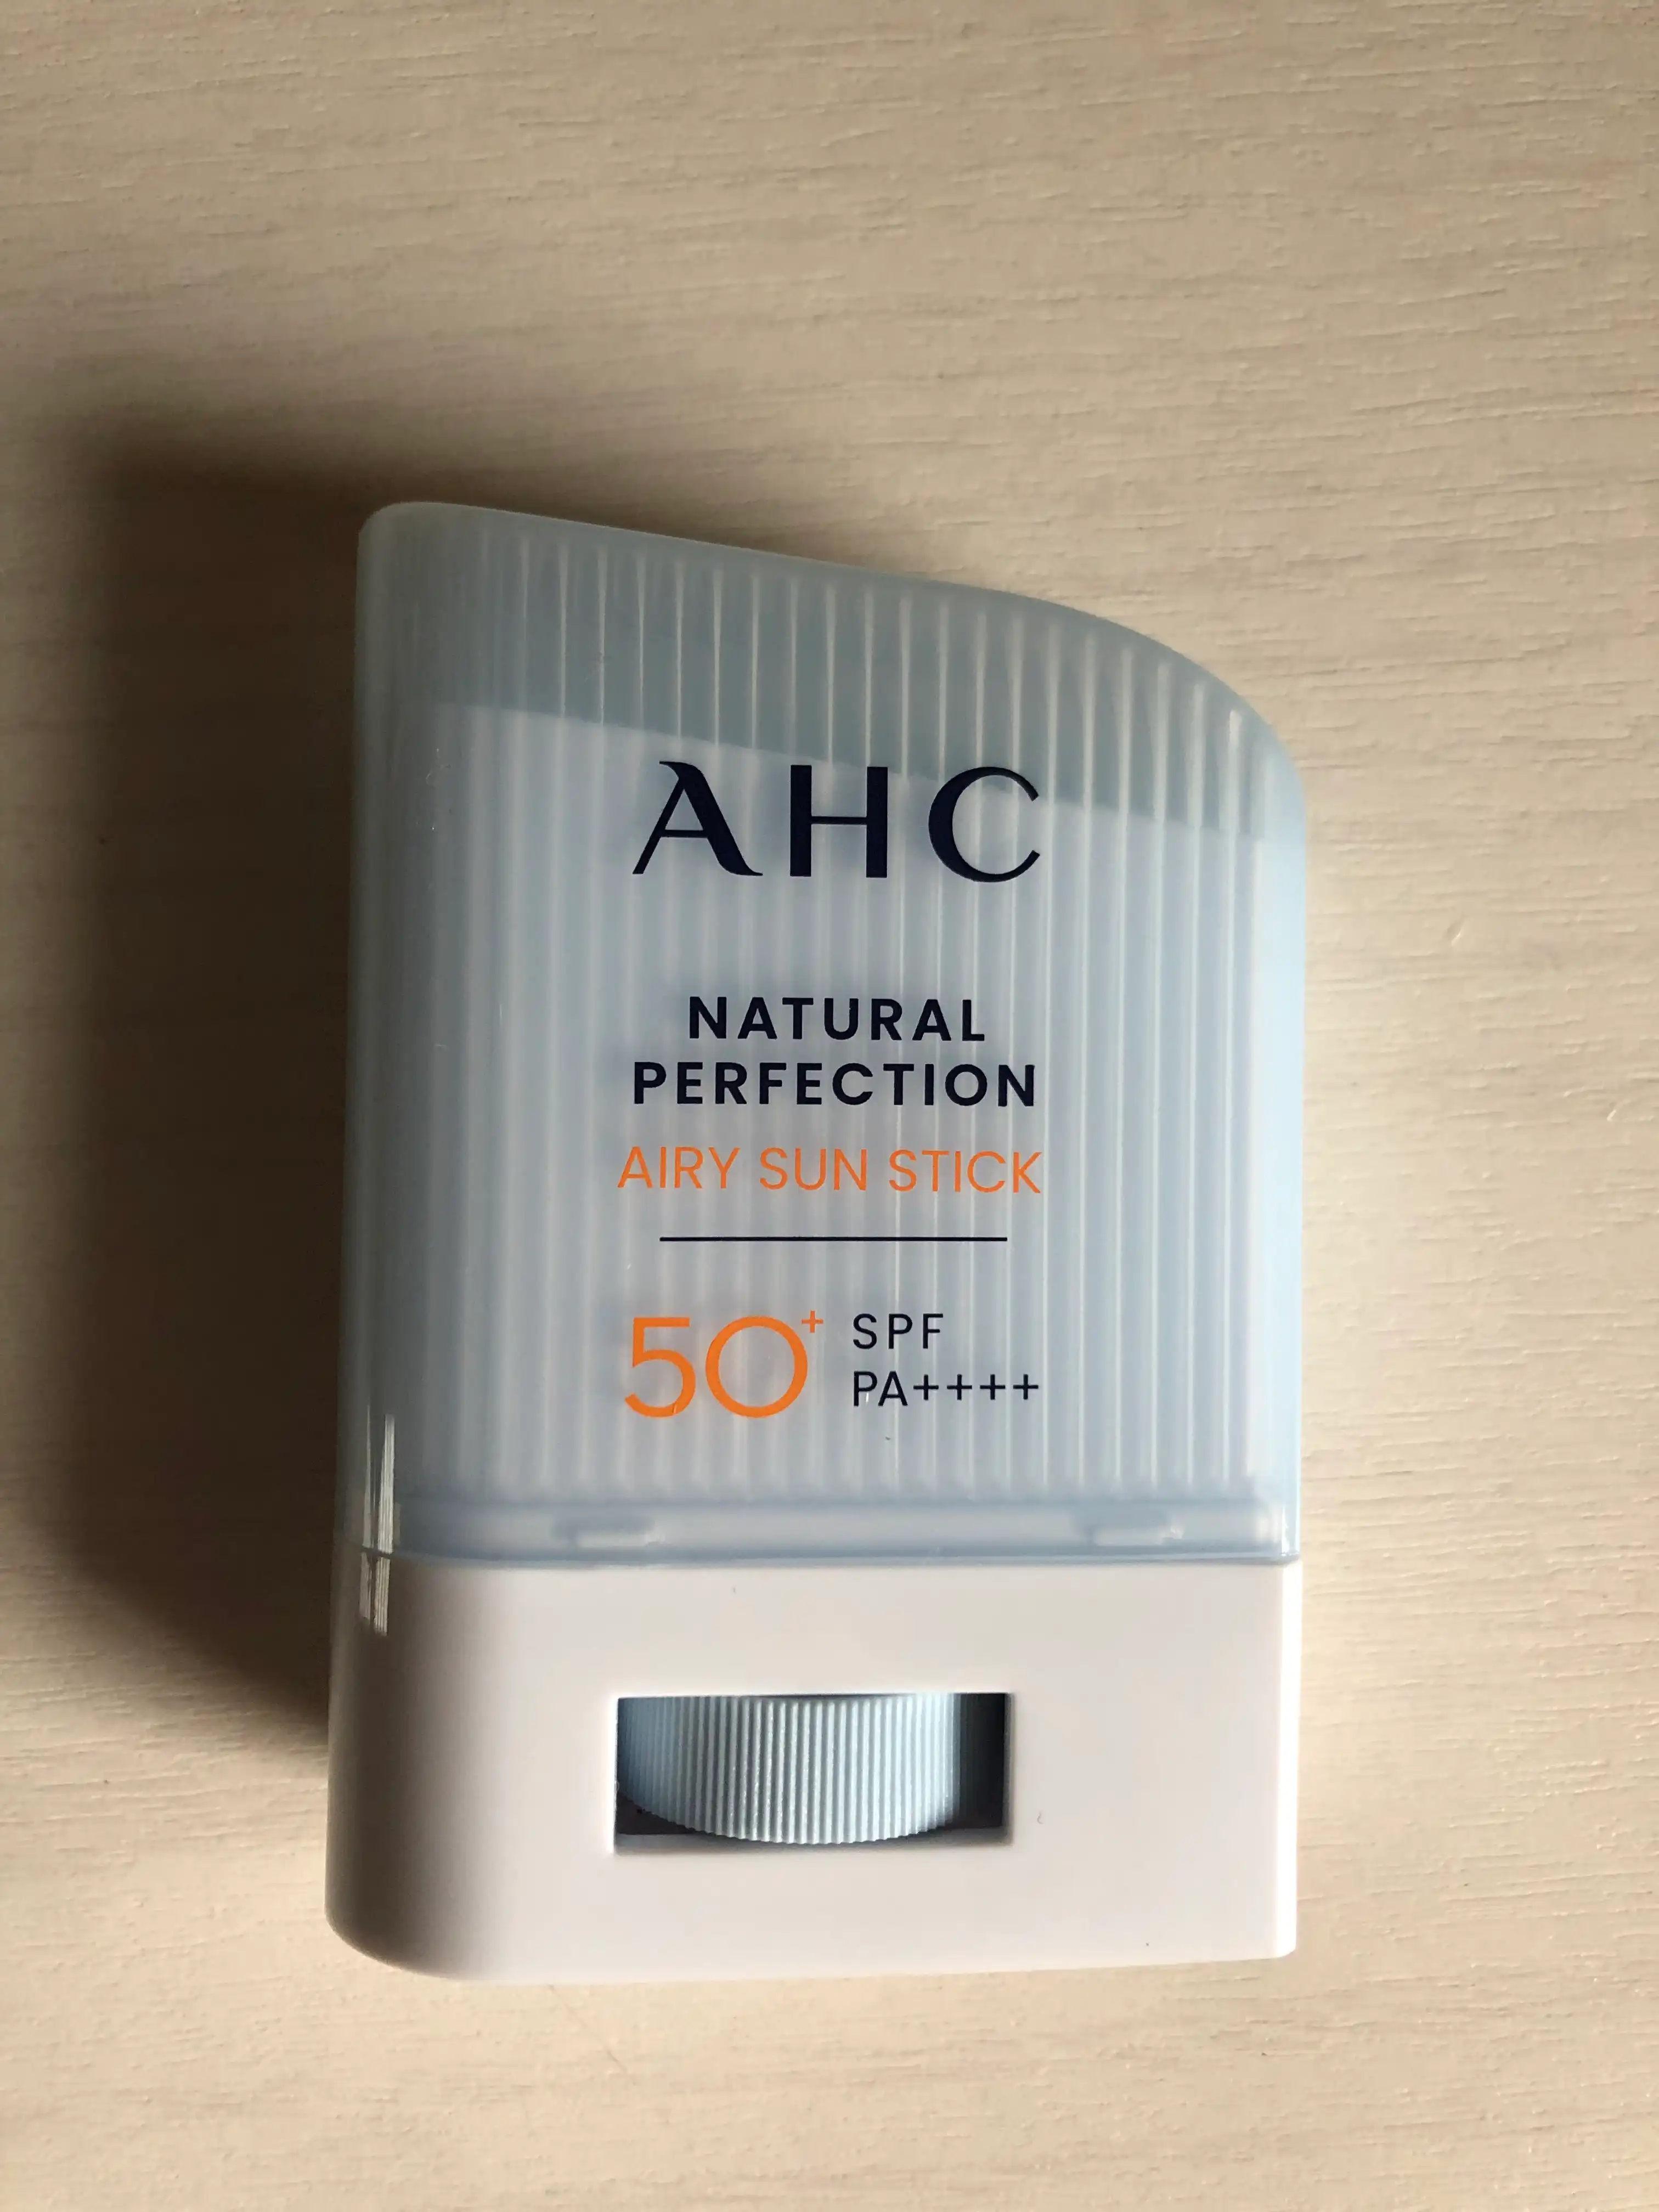 AHC
NATURAL
PERFECTION
AIRY SUN STICK
50+ SPF
PA++++